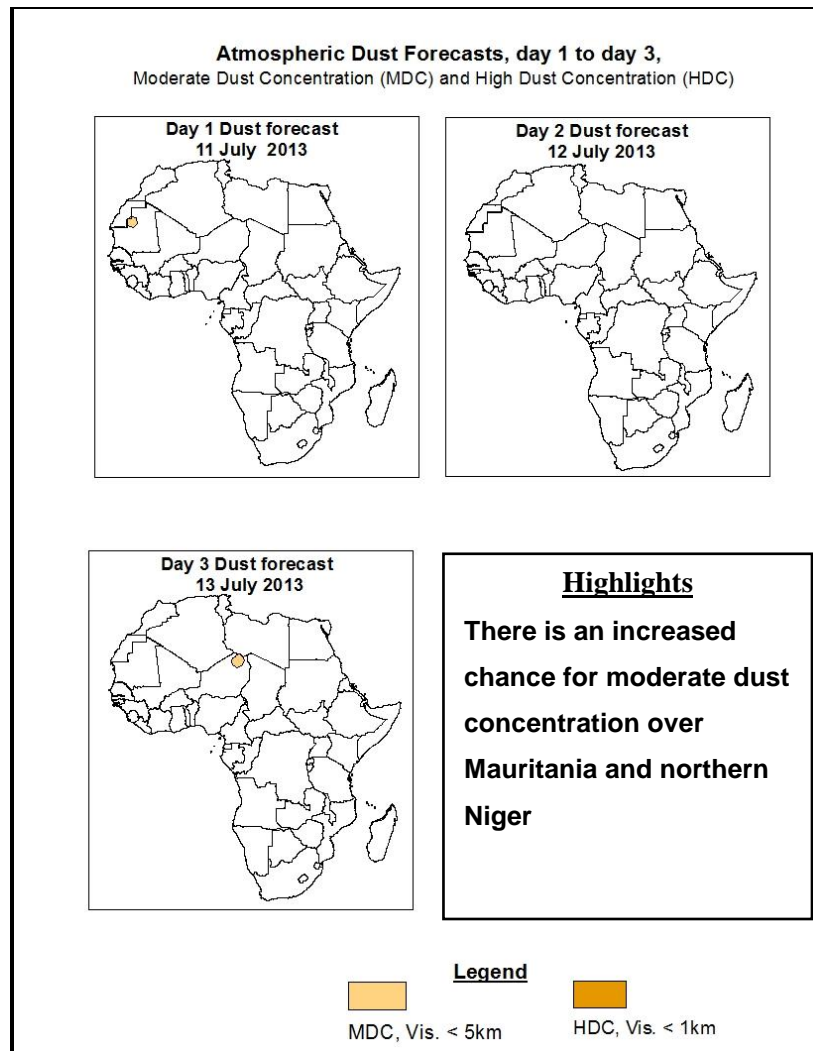 Atmospheric Dust Forecasts, day 1 to day 3,
Moderate Dust Concentration (MDC) and High Dust Concentration (HDC)
Day 1 Dust forecast
11 July 2013
Day 2 Dust forecast
12 July 2013
Day 3 Dust forecast
13 July 2013
Highlights
There is an increased
chance for moderate dust
concentration over
Mauritania and northern
Niger
Legend
MDC, Vis. < 5km
HDC, Vis. < 1km